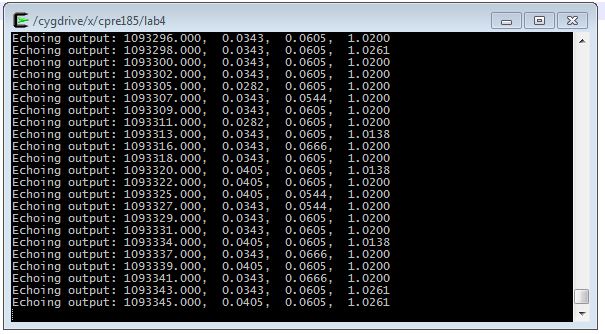 /cygdrive/x/cpre185/lab4
Echoing output: 1093296.000,  0.0343,  0.0605,  1.0200
Echoing output: 1093298.000,  0.0343,  0.0605,  1.0261
Echoing output: 1093300.000,  0.0343,  0.0605,  1.0200
Echoing output: 1093302.000,  0.0343,  0.0605,  1.0200
Echoing output: 1093305.000,  0.0282,  0.0605,  1.0200
Echoing output: 1093307.000,  0.0343,  0.0544,  1.0200
Echoing output: 1093309.000,  0.0343,  0.0605,  1.0200
Echoing output: 1093311.000,  0.0282,  0.0605,  1.0200
Echoing output: 1093313.000,  0.0343,  0.0605,  1.0138
Echoing output: 1093316.000,  0.0343,  0.0666,  1.0200
Echoing output: 1093318.000,  0.0343,  0.0605,  1.0200
Echoing output: 1093320.000,  0.0405,  0.0605,  1.0138
Echoing output: 1093322.000,  0.0405,  0.0605,  1.0200
Echoing output: 1093325.000,  0.0405,  0.0544,  1.0200
Echoing output: 1093327.000,  0.0343,  0.0544,  1.0200
Echoing output: 1093329.000,  0.0343,  0.0605,  1.0200
Echoing output: 1093331.000,  0.0343,  0.0605,  1.0200
Echoing output: 1093334.000,  0.0405,  0.0605,  1.0138
Echoing output: 1093337.000,  0.0343,  0.0666,  1.0200
Echoing output: 1093339.000,  0.0405,  0.0605,  1.0200
Echoing output: 1093341.000,  0.0343,  0.0666,  1.0200
Echoing output: 1093343.000,  0.0343,  0.0605,  1.0261
Echoing output: 1093345.000,  0.0405,  0.0605,  1.0261